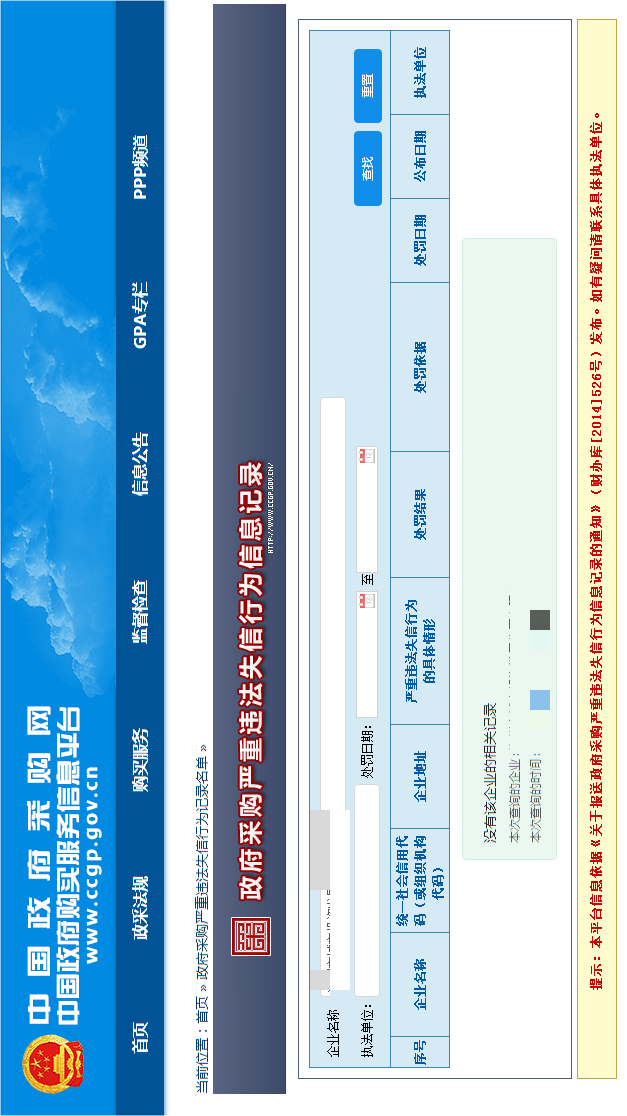 中国政府采购网
中国政府购买服务信息平台
www.ccgp.gov.cn
首页 政采法规 购买服务 监督检查 信息公告 GPA专栏 PPP频道
当前位置：首页 » 政府采购严重违法失信行为记录名单 »
政府采购严重违法失信行为信息记录
HTTP://WWW.CCGP.GOV.CN/
企业名称
执法单位： 处罚日期： 至 查找 重置
序号 企业名称 统一社会信用代码（或组织机构代码） 企业地址 严重违法失信行为的具体情形 处罚结果 处罚依据 处罚日期 公布日期 执法单位
没有该企业的相关记录
本次查询的企业：
本次查询的时间：
提示：本平台信息依据《关于报送政府采购严重违法失信行为信息记录的通知》（财办库[2014]526号）发布。如有疑问请联系具体执法单位。